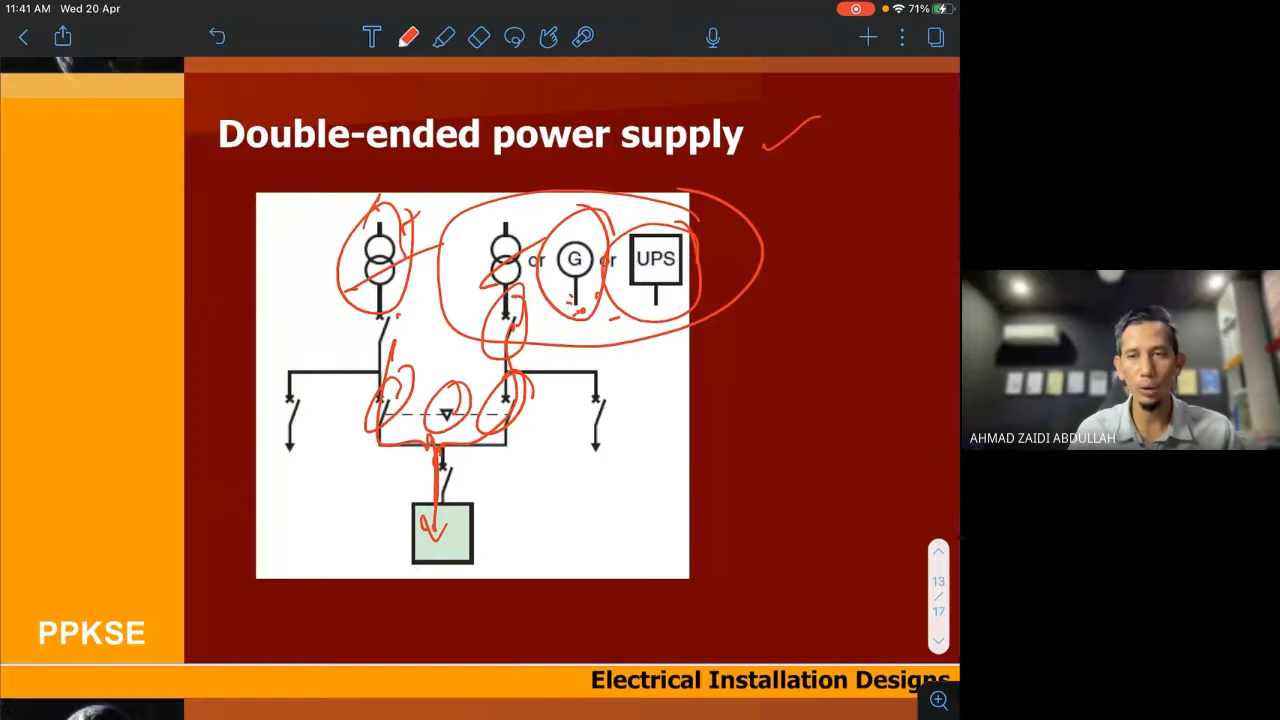 11:41 AM Wed 20 Apr
71%
Double-ended power supply
or G or UPS
13
/
17
AHMAD ZAIDI ABDULLAH
PPKSE
Electrical Installation Designs